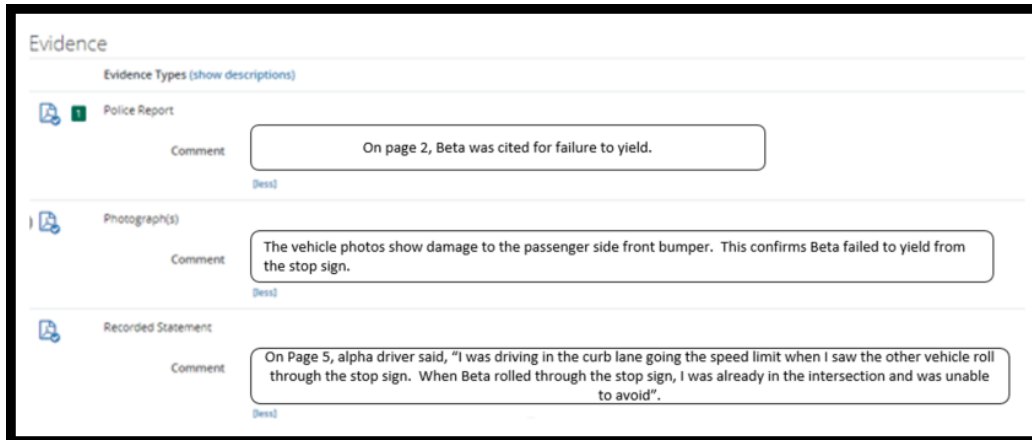 Evidence
Evidence Types (show descriptions)
1
Police Report
Comment
On page 2, Beta was cited for failure to yield.
[less]
)
Photograph(s)
Comment
The vehicle photos show damage to the passenger side front bumper. This confirms Beta failed to yield from
the stop sign.
[less]
Recorded Statement
Comment
On Page 5, alpha driver said, “I was driving in the curb lane going the speed limit when I saw the other vehicle roll
through the stop sign. When Beta rolled through the stop sign, I was already in the intersection and was unable
to avoid”.
[less]